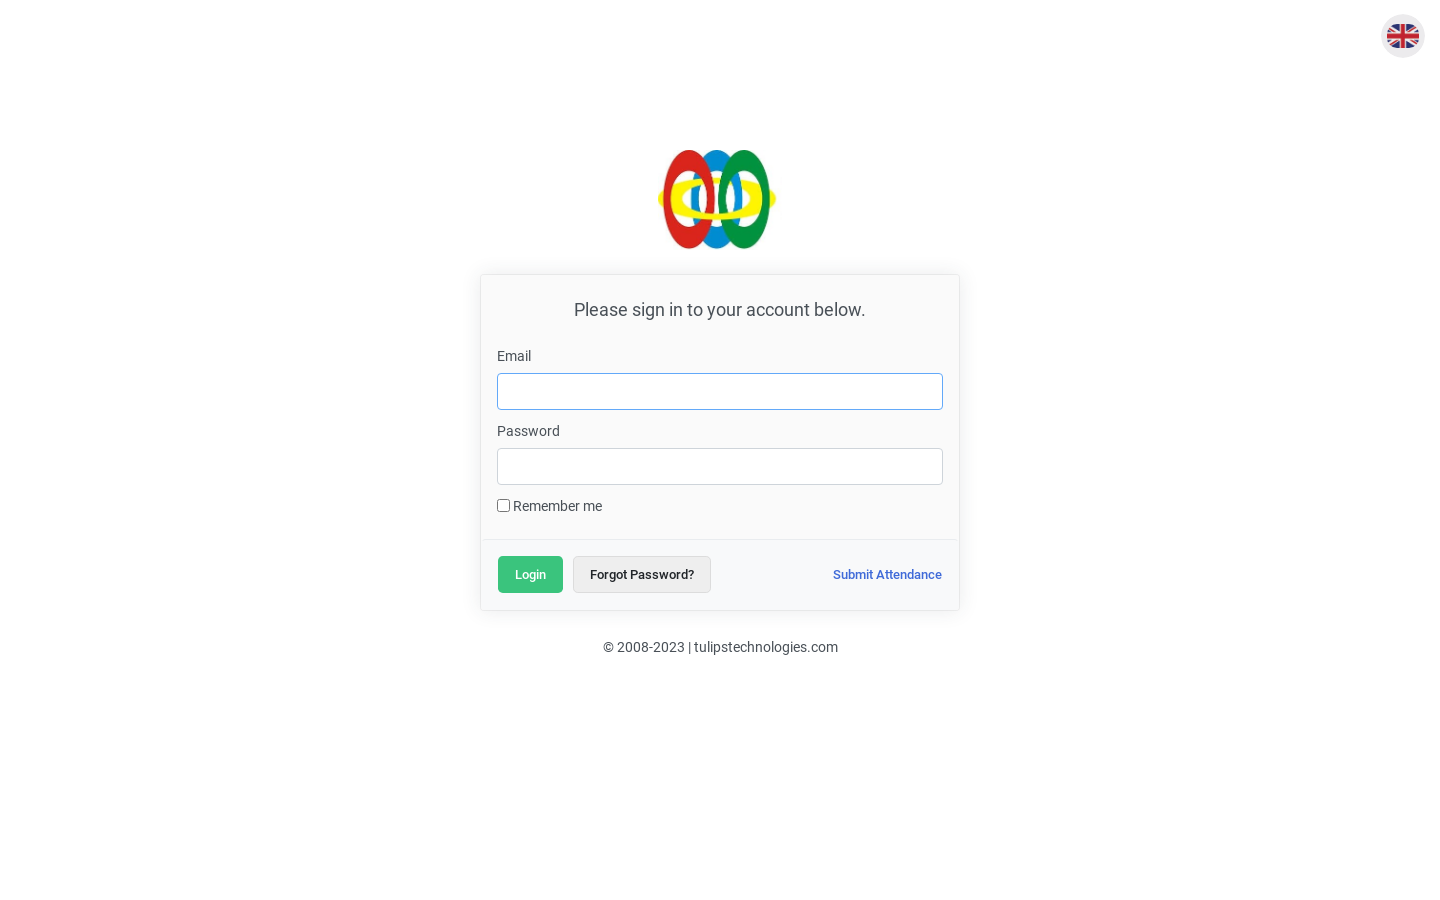 Please sign in to your account below.
Email
Password
Remember me
Login
Forgot Password?
Submit Attendance
© 2008-2023 | tulipstechnologies.com